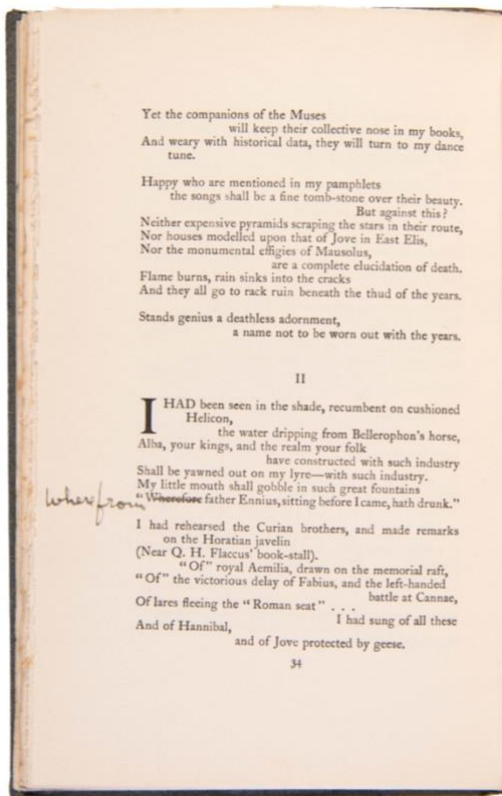 Yet the companions of the Muses
will keep their collective nose in my books,
And weary with historical data, they will turn to my dance
tune.
Happy who are mentioned in my pamphlets
the songs shall be a fine tomb-stone over their beauty.
But against this?
Neither expensive pyramids scraping the stars in their route,
Nor houses modelled upon that of Jove in East Elis,
Nor the monumental effigies of Mausolus,
are a complete elucidation of death.
Flame burns, rain sinks into the cracks
And they all go to rack ruin beneath the thud of the years.
Stands genius a deathless adornment,
a name not to be worn out with the years.
II
I HAD been seen in the shade, recumbent on cushioned
Helicon,
the water dripping from Bellerophon's horse,
Alba, your kings, and the realm your folk
have constructed with such industry
Shall be yawned out on my lyre—with such industry.
My little mouth shall gobble in such great fountains
wherefrom
"Wherefore father Ennius, sitting before I came, hath drunk."
I had rehearsed the Curian brothers, and made remarks
on the Horatian javelin
(Near Q. H. Flaccus' book-stall).
"Of" royal Aemilia, drawn on the memorial raft,
"Of" the victorious delay of Fabius, and the left-handed
battle at Cannae,
Of lares fleeing the "Roman seat" . . .
I had sung of all these
And of Hannibal,
and of Jove protected by geese.
34